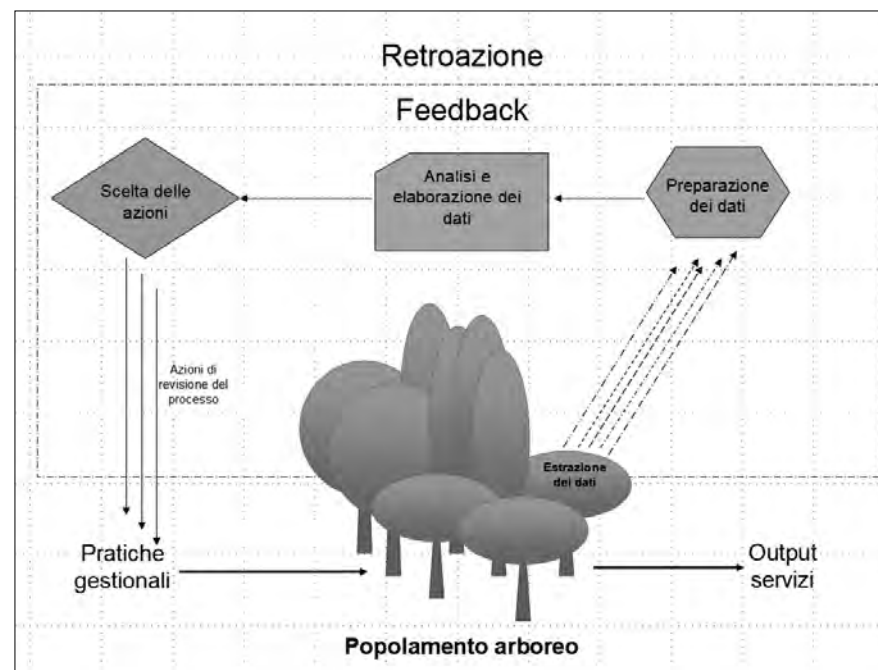 Retroazione
Feedback
Scelta delle
azioni
Analisi e
elaborazione dei
dati
Preparazione
dei dati
Azioni di
revisione del
processo
Estrazione
dei dati
Pratiche
gestionali
Output
servizi
Popolamento arboreo